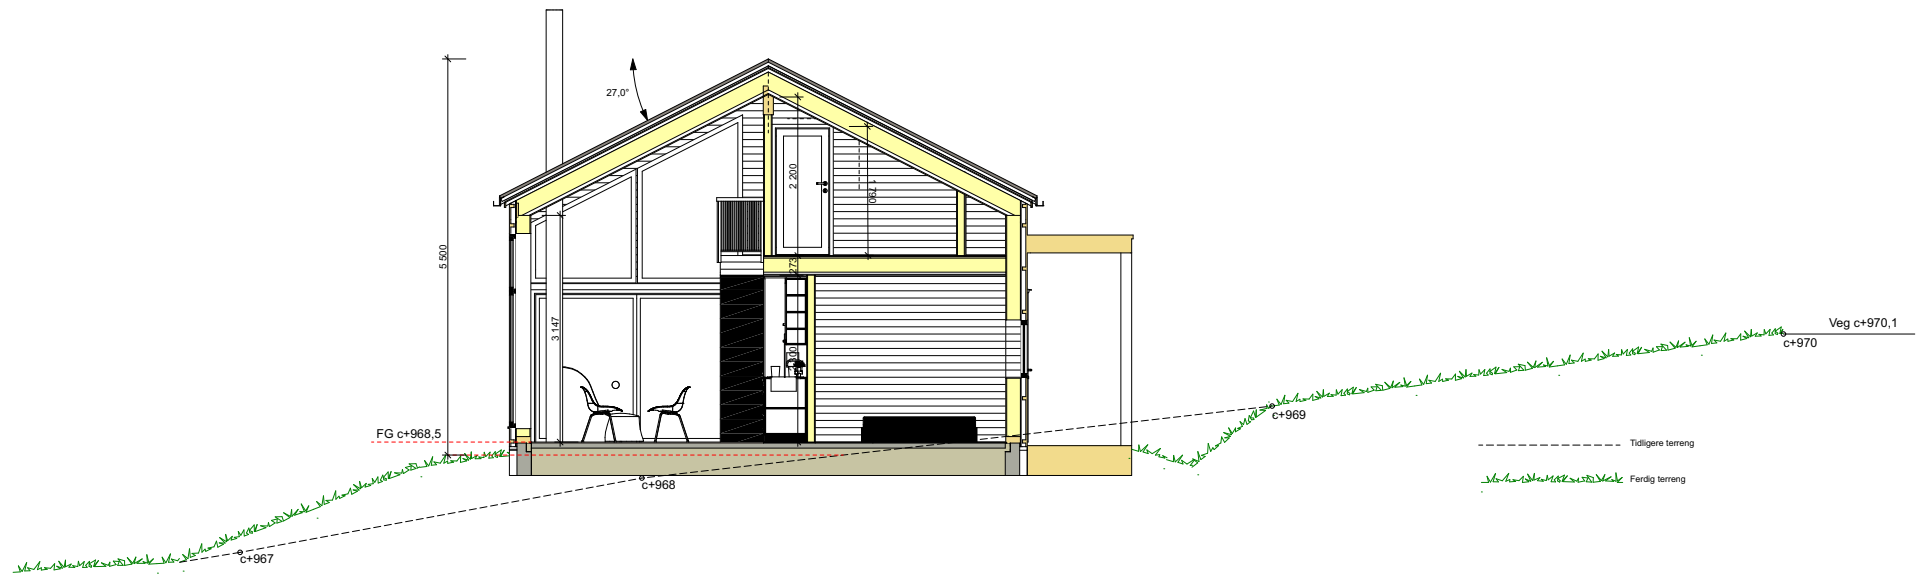 27,0°
5 500
2 200
1 790
273
3 147
Veg c+970,1
c+970
c+969
FG c+968,5
c+968
c+967
Tidligere terreng
Ferdig terreng